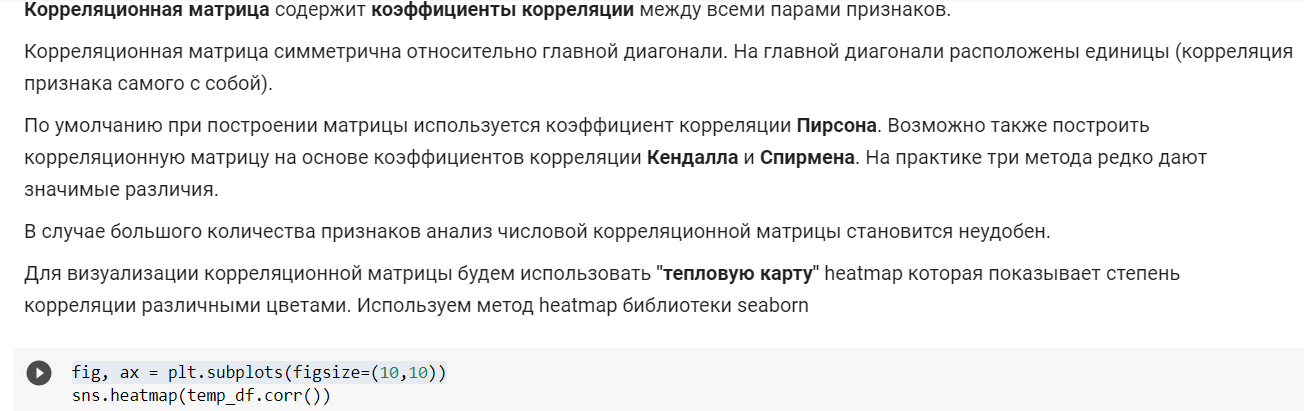 Корреляционная матрица содержит коэффициенты корреляции между всеми парами признаков.
Корреляционная матрица симметрична относительно главной диагонали. На главной диагонали расположены единицы (корреляция
признака самого с собой).
По умолчанию при построении матрицы используется коэффициент корреляции Пирсона. Возможно также построить
корреляционную матрицу на основе коэффициентов корреляции Кендалла и Спирмена. На практике три метода редко дают
значимые различия.
В случае большого количества признаков анализ числовой корреляционной матрицы становится неудобен.
Для визуализации корреляционной матрицы будем использовать "тепловую карту" heatmap которая показывает степень
корреляции различными цветами. Используем метод heatmap библиотеки seaborn
fig, ax = plt.subplots(figsize=(10,10))
sns.heatmap(temp_df.corr())